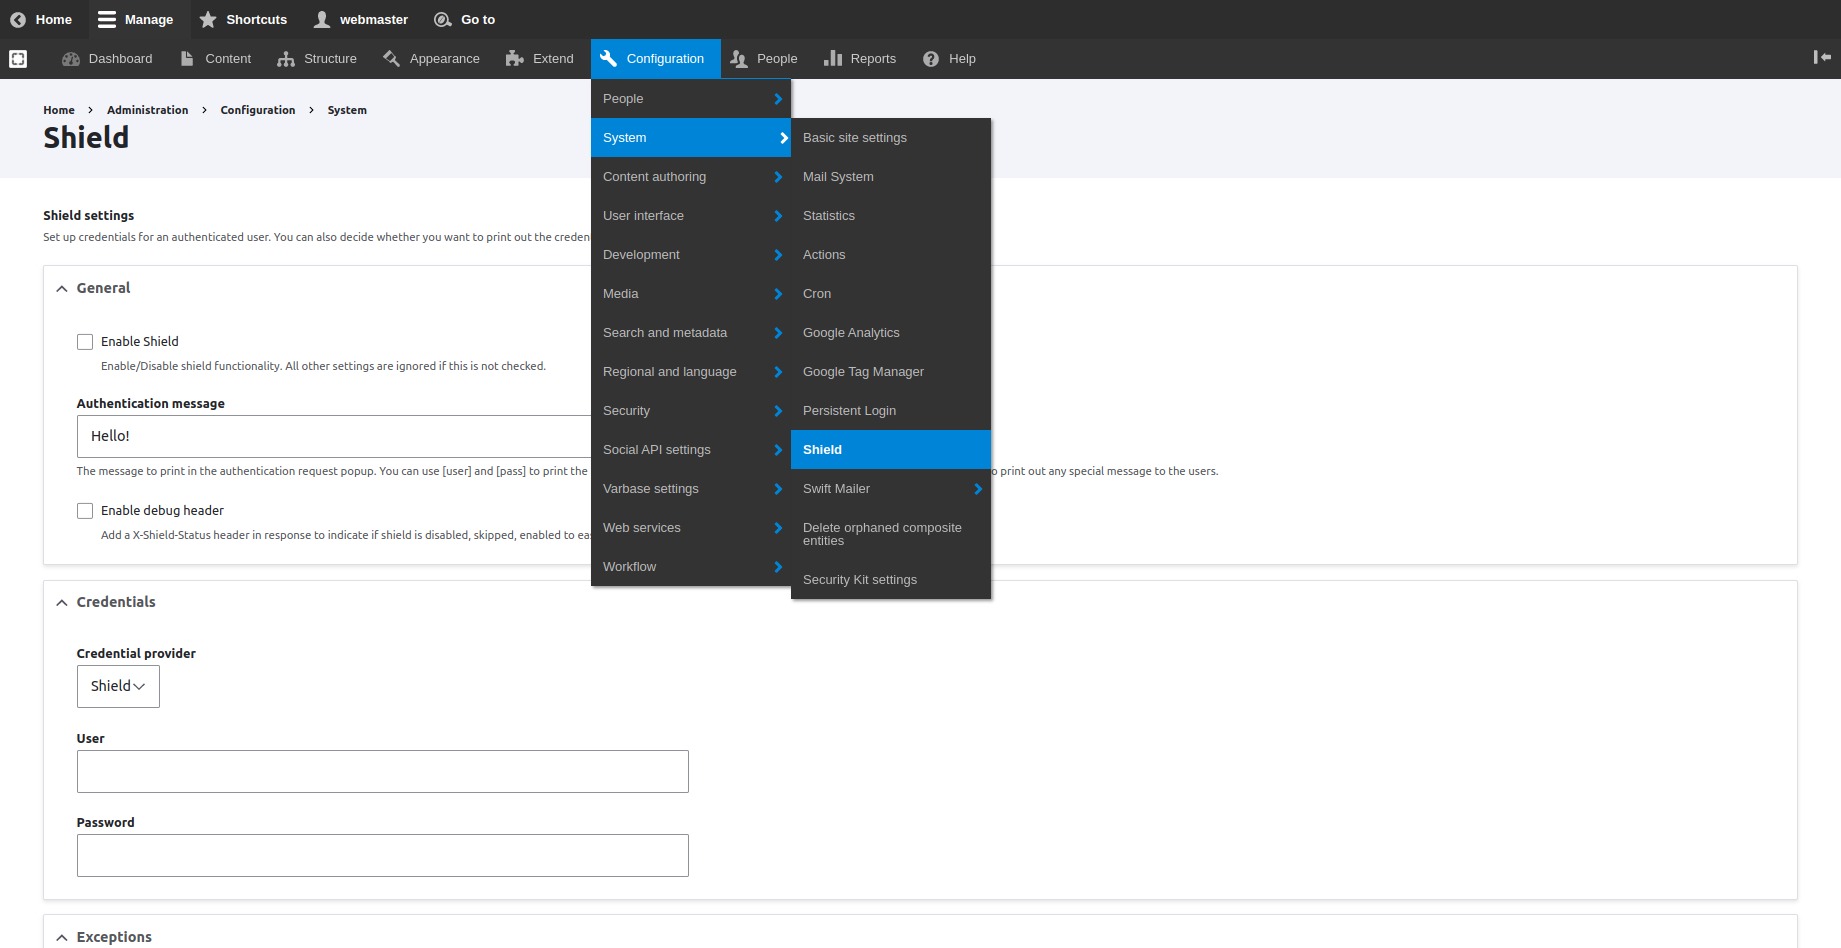 Home Manage Shortcuts webmaster Go to
Dashboard Content Structure Appearance Extend Configuration People Reports Help
Home > Administration > Configuration > System
Shield
Shield settings
Set up credentials for an authenticated user. You can also decide whether you want to print out the
General
Enable Shield
Enable/Disable shield functionality. All other settings are ignored if this is not checked.
Authentication message
Hello!
The message to print in the authentication request popup. You can use [user] and [pass] to print the
print out any special message to the users.
Enable debug header
Add a X-Shield-Status header in response to indicate if shield is disabled, skipped, enabled to
Credentials
Credential provider
Shield
User
Password
Exceptions
People
System
Content authoring
User interface
Development
Media
Search and metadata
Regional and language
Security
Social API settings
Varbase settings
Web services
Workflow
Basic site settings
Mail System
Statistics
Actions
Cron
Google Analytics
Google Tag Manager
Persistent Login
Shield
Swift Mailer
Delete orphaned composite
entities
Security Kit settings